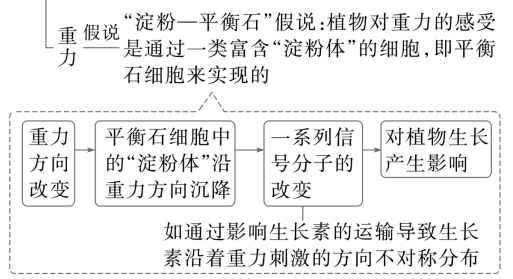 重力
假说
“淀粉—平衡石”假说:植物对重力的感受
是通过一类富含“淀粉体”的细胞,即平衡
石细胞来实现的
重力
方向
改变
平衡石细胞中
的“淀粉体”沿
重力方向沉降
一系列信
号分子的
改变
对植物生长
产生影响
如通过影响生长素的运输导致生长
素沿着重力刺激的方向不对称分布